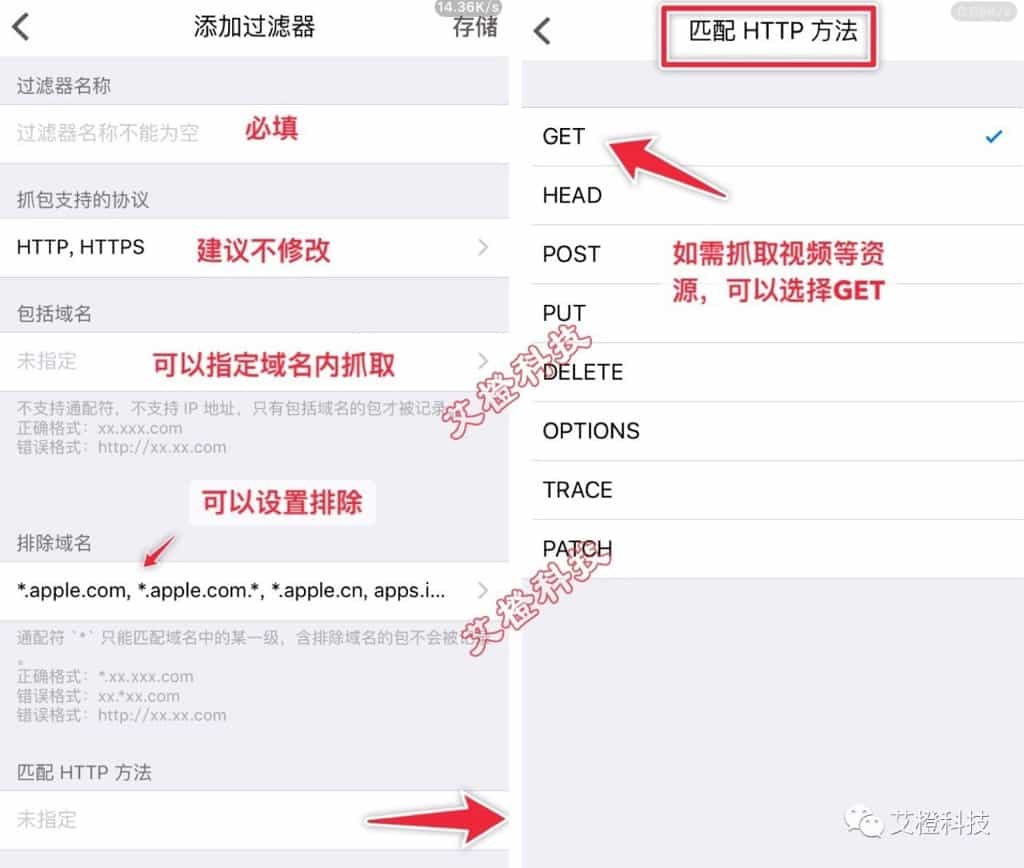 14.36K/s
添加过滤器
存储
过滤器名称
过滤器名称不能为空
必填
抓包支持的协议
HTTP, HTTPS
建议不修改
包括域名
未指定
可以指定域名内抓取
不支持通配符，不支持 IP 地址，只有包括域名的包才被记录
正确格式：xx.xxx.com
错误格式：http://xx.xx.com
可以设置排除
排除域名
*.apple.com, *.apple.com.*, *.apple.cn, apps.i...
通配符 `*` 只能匹配域名中的某一级，含排除域名的包不会被记
。
正确格式：*.xx.xxx.com
错误格式：xx.*xx.com
错误格式：http://xx.xx.com
匹配 HTTP 方法
未指定
匹配 HTTP 方法
GET
HEAD
POST
如需抓取视频等资
源，可以选择GET
PUT
DELETE
OPTIONS
TRACE
PATCH
艾橙科技
艾橙科技
艾橙科技